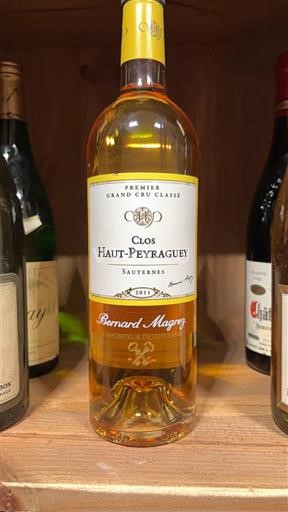 PREMIER
GRAND CRU CLASSÉ
CLOS
HAUT-PEYRAGUEY
SAUTERNES
2011
Bernard Magrez